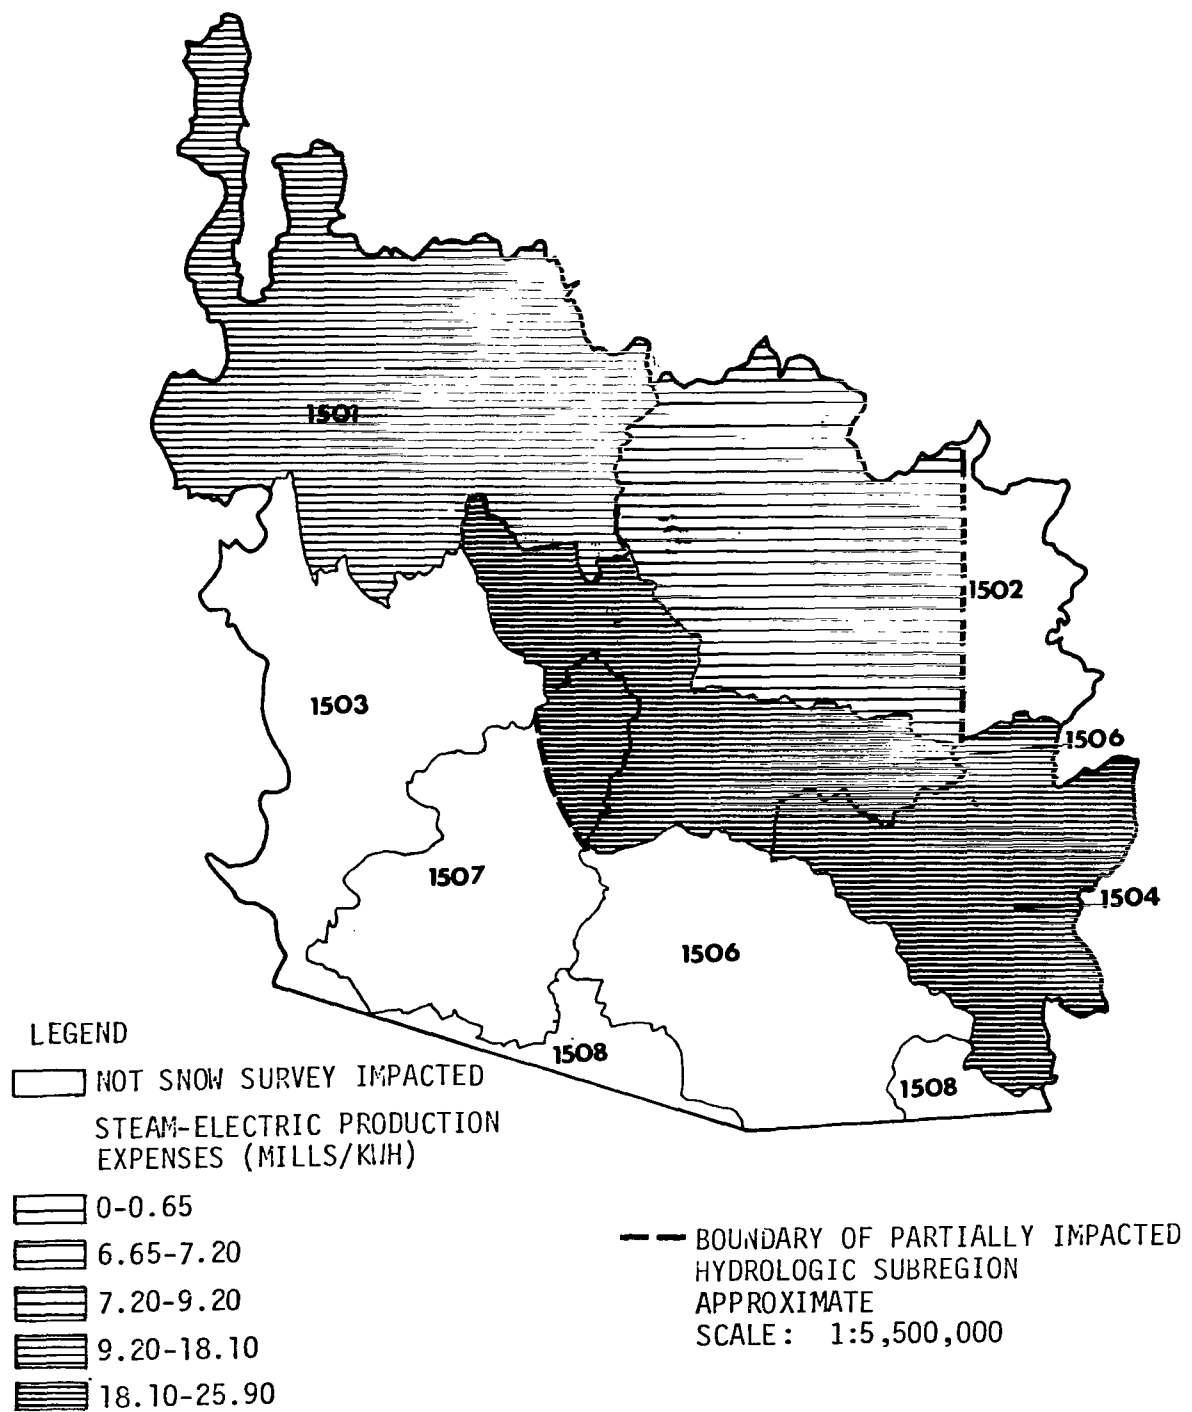 1501
1502
1503
1506
1507
1504
1506
1508
1508
LEGEND
NOT SNOW SURVEY IMPACTED
STEAM-ELECTRIC PRODUCTION
EXPENSES (MILLS/KWH)
0-0.65
6.65-7.20
7.20-9.20
9.20-18.10
18.10-25.90
BOUNDARY OF PARTIALLY IMPACTED
HYDROLOGIC SUBREGION
APPROXIMATE
SCALE: 1:5,500,000